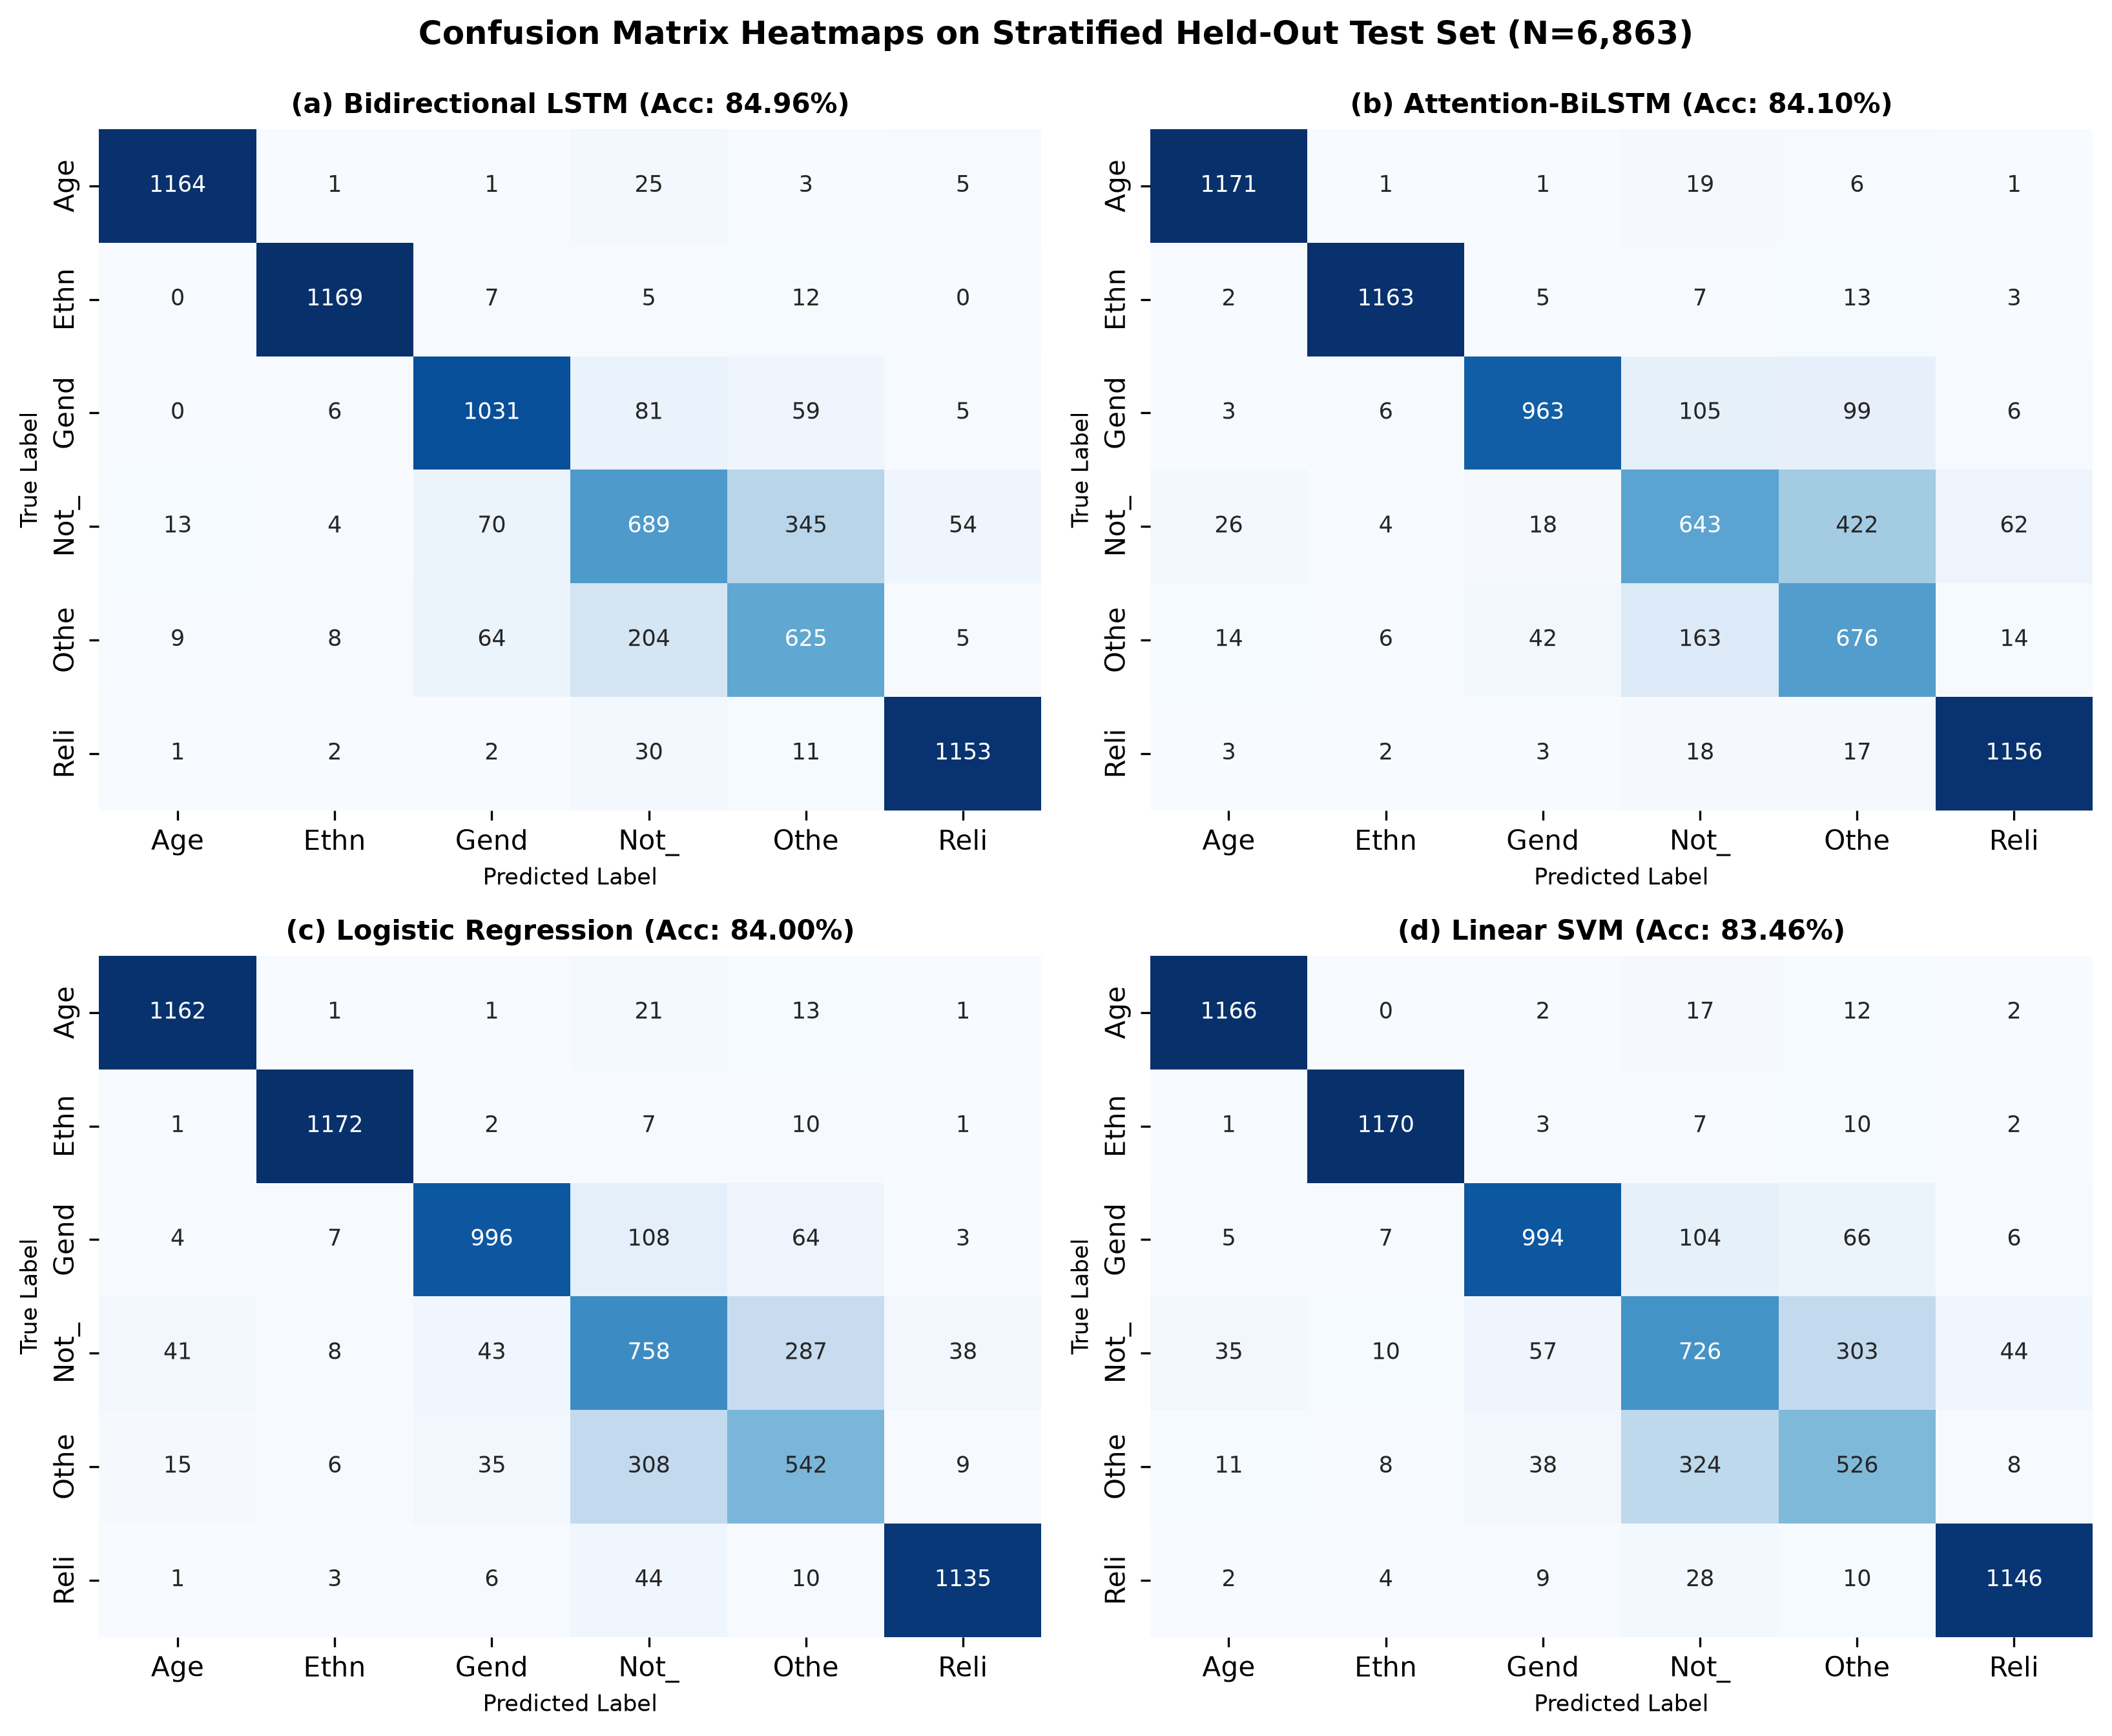 Confusion Matrix Heatmaps on Stratified Held-Out Test Set (N=6,863)
(a) Bidirectional LSTM (Acc: 84.96%)
True Label
Age 1164 1 1 25 3 5
Ethn 0 1169 7 5 12 0
Gend 0 6 1031 81 59 5
Not_ 13 4 70 689 345 54
Othe 9 8 64 204 625 5
Reli 1 2 2 30 11 1153
Age Ethn Gend Not_ Othe Reli
Predicted Label
(b) Attention-BiLSTM (Acc: 84.10%)
True Label
Age 1171 1 1 19 6 1
Ethn 2 1163 5 7 13 3
Gend 3 6 963 105 99 6
Not_ 26 4 18 643 422 62
Othe 14 6 42 163 676 14
Reli 3 2 3 18 17 1156
Age Ethn Gend Not_ Othe Reli
Predicted Label
(c) Logistic Regression (Acc: 84.00%)
True Label
Age 1162 1 1 21 13 1
Ethn 1 1172 2 7 10 1
Gend 4 7 996 108 64 3
Not_ 41 8 43 758 287 38
Othe 15 6 35 308 542 9
Reli 1 3 6 44 10 1135
Age Ethn Gend Not_ Othe Reli
Predicted Label
(d) Linear SVM (Acc: 83.46%)
True Label
Age 1166 0 2 17 12 2
Ethn 1 1170 3 7 10 2
Gend 5 7 994 104 66 6
Not_ 35 10 57 726 303 44
Othe 11 8 38 324 526 8
Reli 2 4 9 28 10 1146
Age Ethn Gend Not_ Othe Reli
Predicted Label